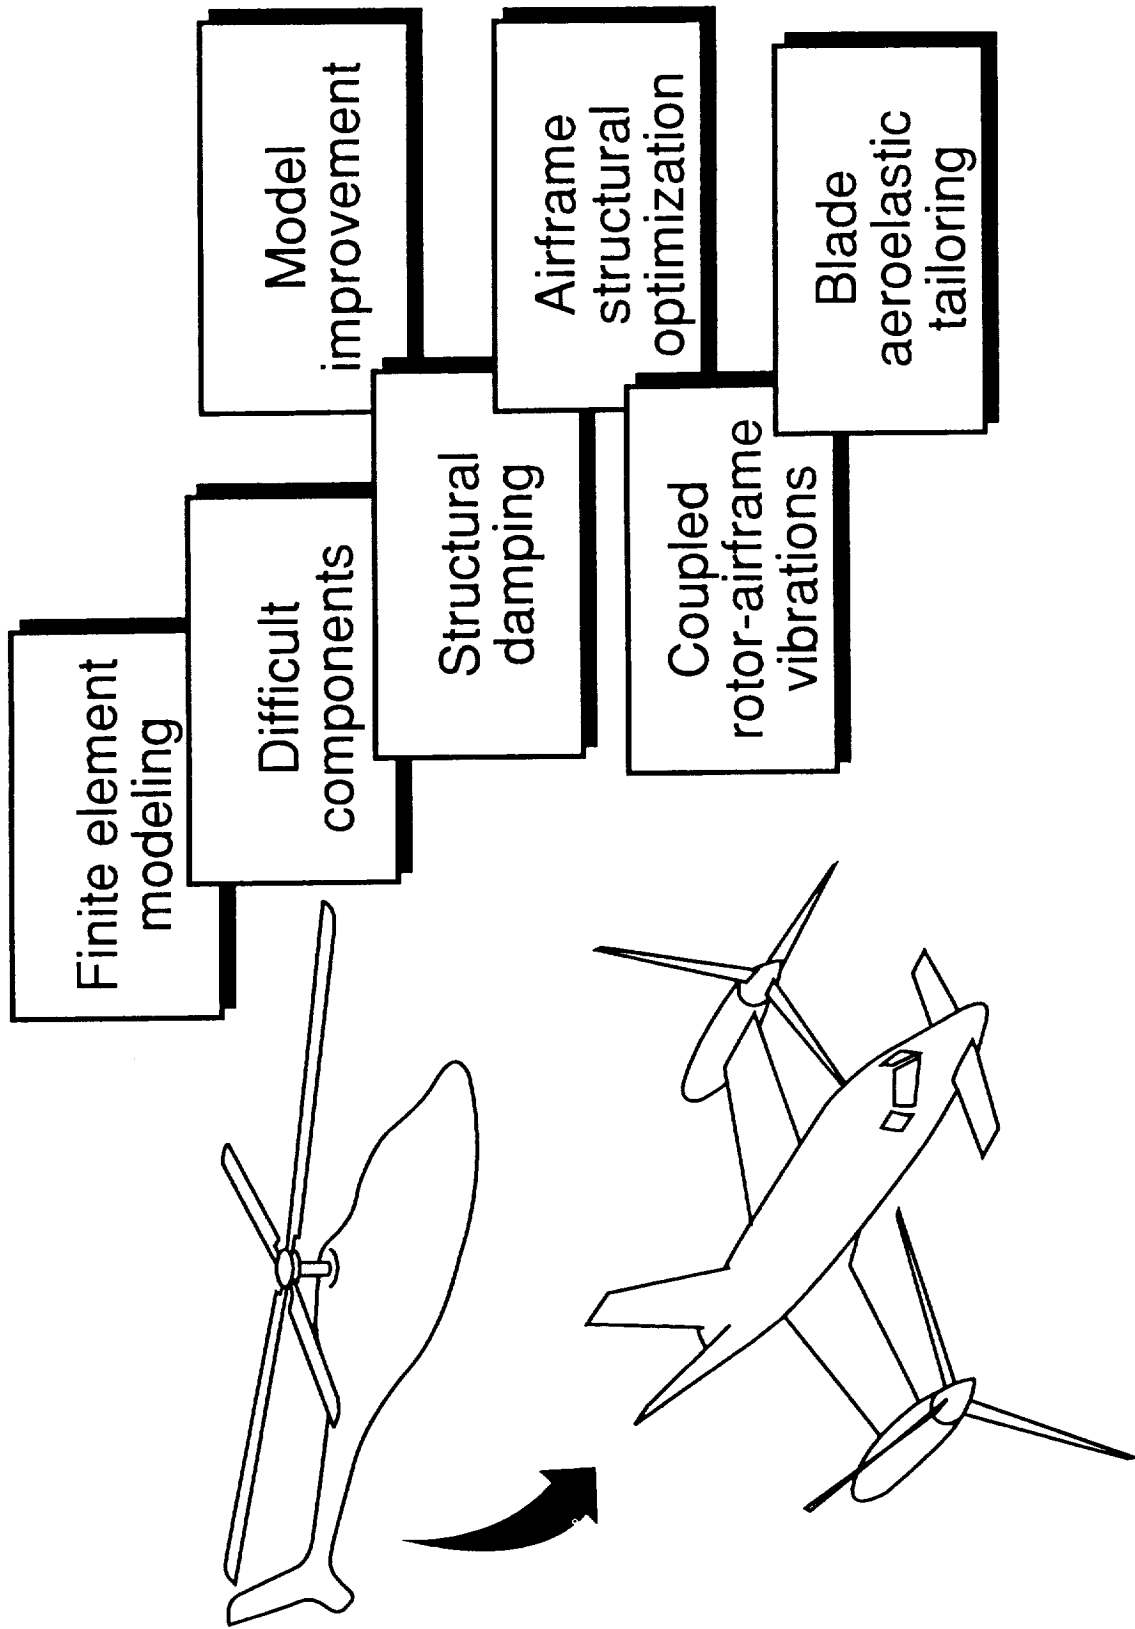 Finite element
modeling
Difficult
components
Structural
damping
Coupled
rotor-airframe
vibrations
Model
improvement
Airframe
structural
optimization
Blade
aeroelastic
tailoring